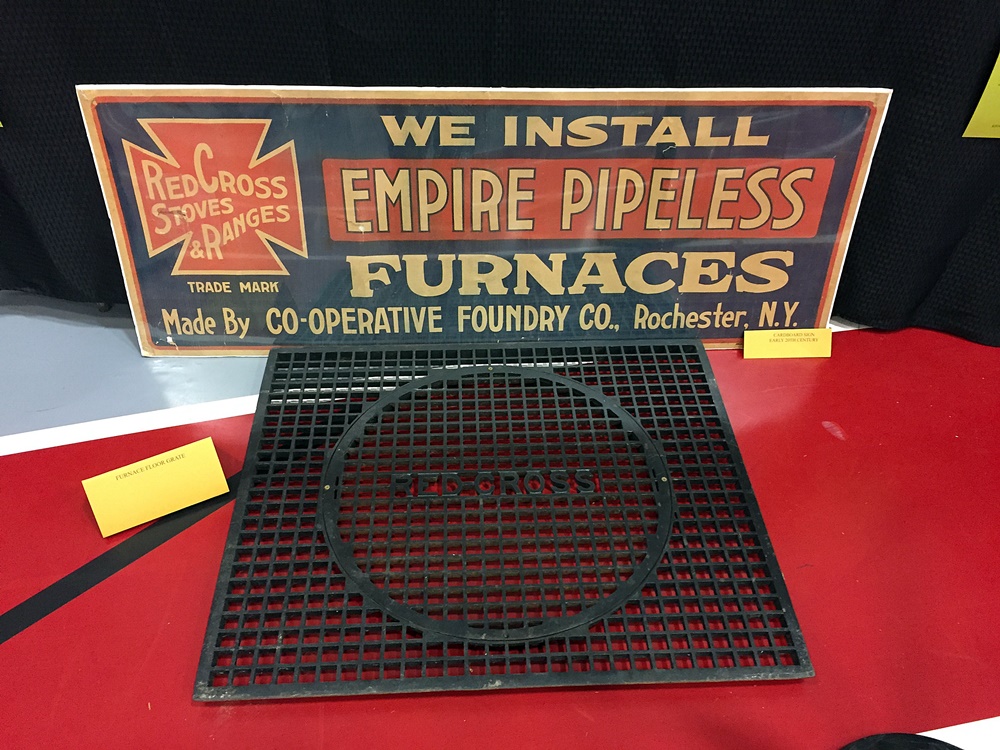 RED CROSS
STOVES
& RANGES
TRADE MARK
WE INSTALL
EMPIRE PIPELESS
FURNACES
Made By CO-OPERATIVE FOUNDRY CO., Rochester, N.Y.
CARDBOARD SIGN
EARLY 20TH CENTURY
FURNACE FLOOR GRATE
RED CROSS